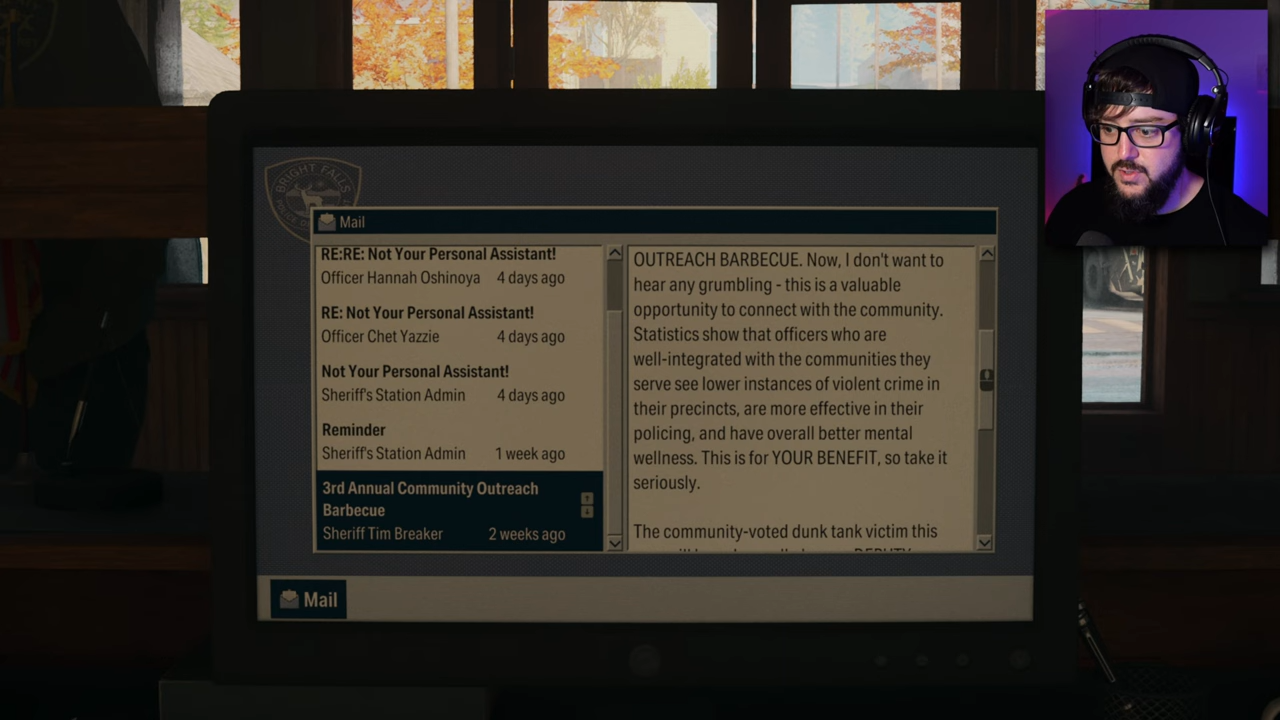 BRIGHT FALLS
Mail
RE:RE: Not Your Personal Assistant!
Officer Hannah Oshinoya 4 days ago
RE: Not Your Personal Assistant!
Officer Chet Yazzie 4 days ago
Not Your Personal Assistant!
Sheriff's Station Admin 4 days ago
Reminder
Sheriff's Station Admin 1 week ago
3rd Annual Community Outreach
Barbecue
Sheriff Tim Breaker 2 weeks ago
OUTREACH BARBECUE. Now, I don't want to
hear any grumbling - this is a valuable
opportunity to connect with the community.
Statistics show that officers who are
well-integrated with the communities they
serve see lower instances of violent crime in
their precincts, are more effective in their
policing, and have overall better mental
wellness. This is for YOUR BENEFIT, so take it
seriously.
The community-voted dunk tank victim this
Mail